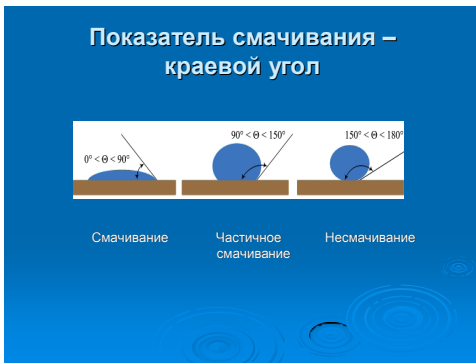 Показатель смачивания –
краевой угол
0° < Θ < 90°
90° < Θ < 150°
150° < Θ < 180°
Смачивание
Частичное
смачивание
Несмачивание